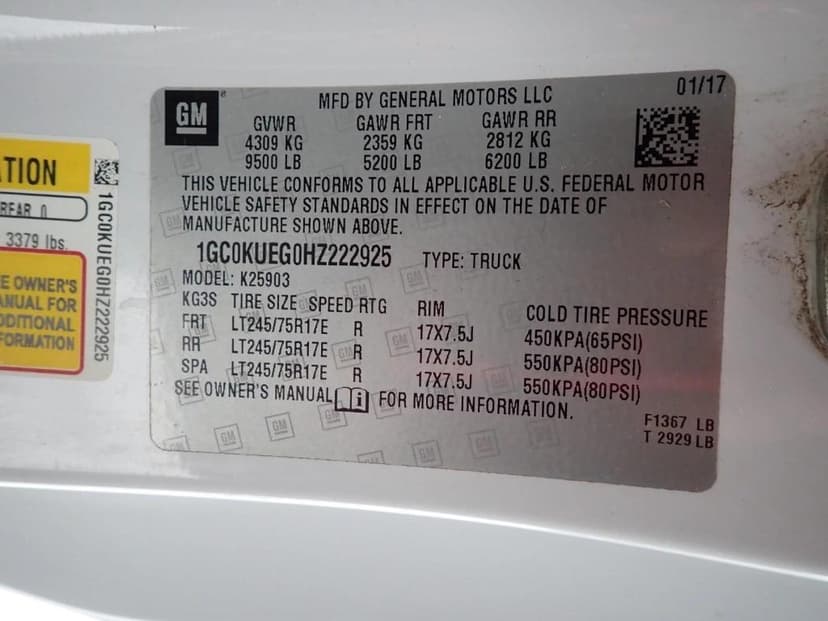 ATION
REAR 0
3379 lbs.
E OWNER'S
ANUAL FOR
DDITIONAL
FORMATION
1GC0KUEG0HZ222925
GM
MFD BY GENERAL MOTORS LLC 01/17
GVWR GAWR FRT GAWR RR
4309 KG 2359 KG 2812 KG
9500 LB 5200 LB 6200 LB
THIS VEHICLE CONFORMS TO ALL APPLICABLE U.S. FEDERAL MOTOR
VEHICLE SAFETY STANDARDS IN EFFECT ON THE DATE OF
MANUFACTURE SHOWN ABOVE.
1GC0KUEG0HZ222925 TYPE: TRUCK
MODEL: K25903
KG3S TIRE SIZE SPEED RTG RIM COLD TIRE PRESSURE
FRT LT245/75R17E R 17X7.5J 450KPA(65PSI)
RR LT245/75R17E R 17X7.5J 550KPA(80PSI)
SPA LT245/75R17E R 17X7.5J 550KPA(80PSI)
SEE OWNER'S MANUAL FOR MORE INFORMATION.
F1367 LB
T 2929 LB